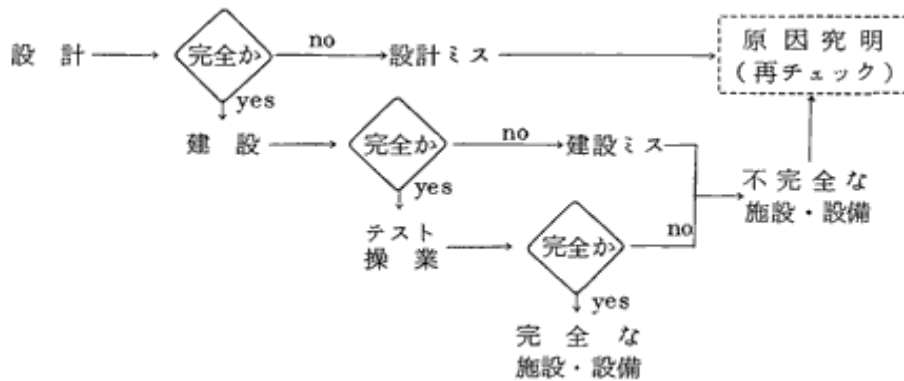 設計
完全か
no
設計ミス
原因究明
(再チェック)
yes
建設
完全か
no
建設ミス
不完全な
施設・設備
yes
テスト
操業
完全か
no
yes
完全な
施設・設備